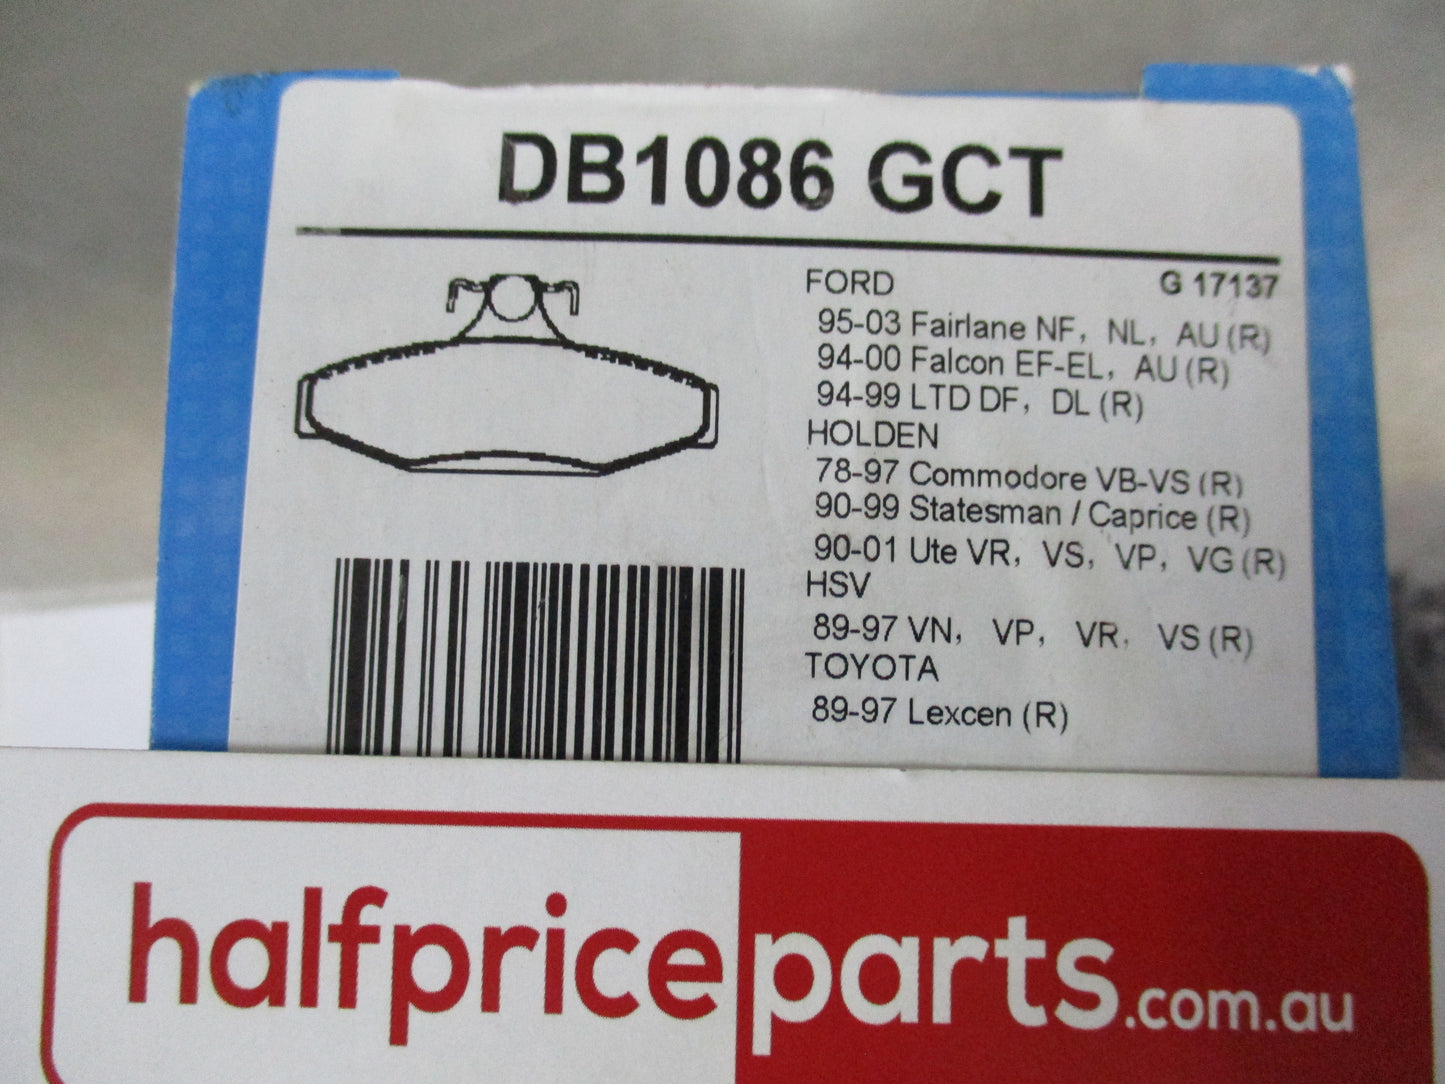 DB1086 GCT
FORD G 17137
95-03 Fairlane NF, NL, AU (R)
94-00 Falcon EF-EL, AU (R)
94-99 LTD DF, DL (R)
HOLDEN
78-97 Commodore VB-VS (R)
90-99 Statesman / Caprice (R)
90-01 Ute VR, VS, VP, VG (R)
HSV
89-97 VN, VP, VR, VS (R)
TOYOTA
89-97 Lexcen (R)
halfpriceparts.com.au